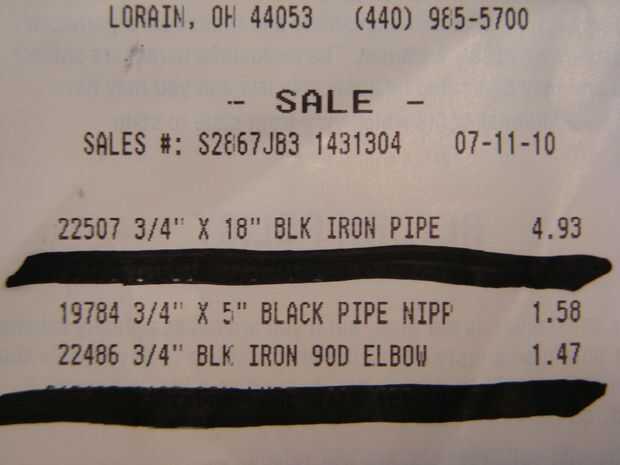 LORAIN, OH 44053 (440) 985-5700
- SALE -
SALES #: S2867JB3 1431304 07-11-10
22507 3/4" X 18" BLK IRON PIPE 4.93
19784 3/4" X 5" BLACK PIPE NIPP 1.58
22486 3/4" BLK IRON 90D ELBOW 1.47